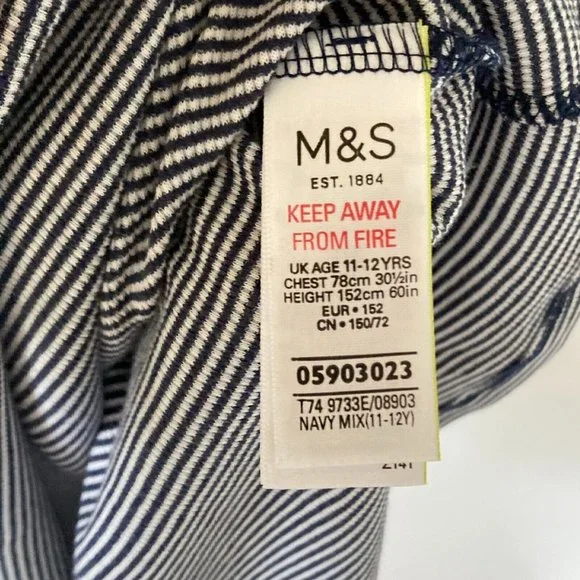 M&S
EST. 1884
KEEP AWAY
FROM FIRE
UK AGE 11-12YRS
CHEST 78cm 30½in
HEIGHT 152cm 60in
EUR • 152
CN • 150/72
05903023
T74 9733E/08903
NAVY MIX(11-12Y)